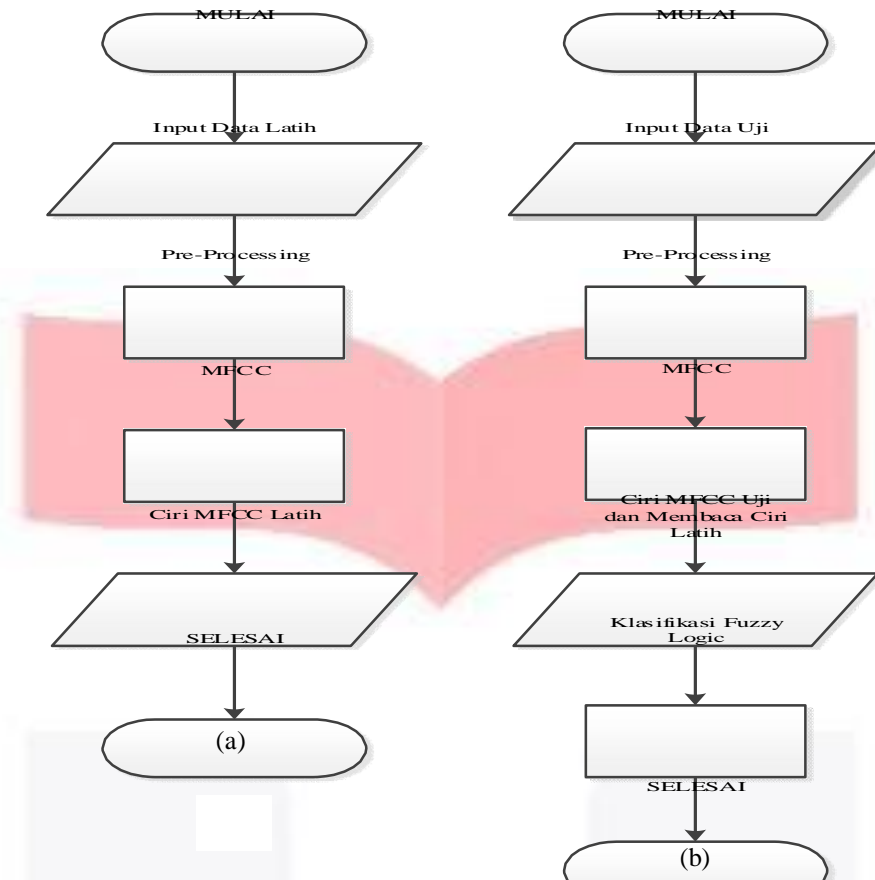 MULAI
Input Data Latih
Pre-Processing
MFCC
Ciri MFCC Latih
SELESAI
(a)
MULAI
Input Data Uji
Pre-Processing
MFCC
Ciri MFCC Uji
dan Membaca Ciri
Latih
Klasifikasi Fuzzy
Logic
SELESAI
(b)